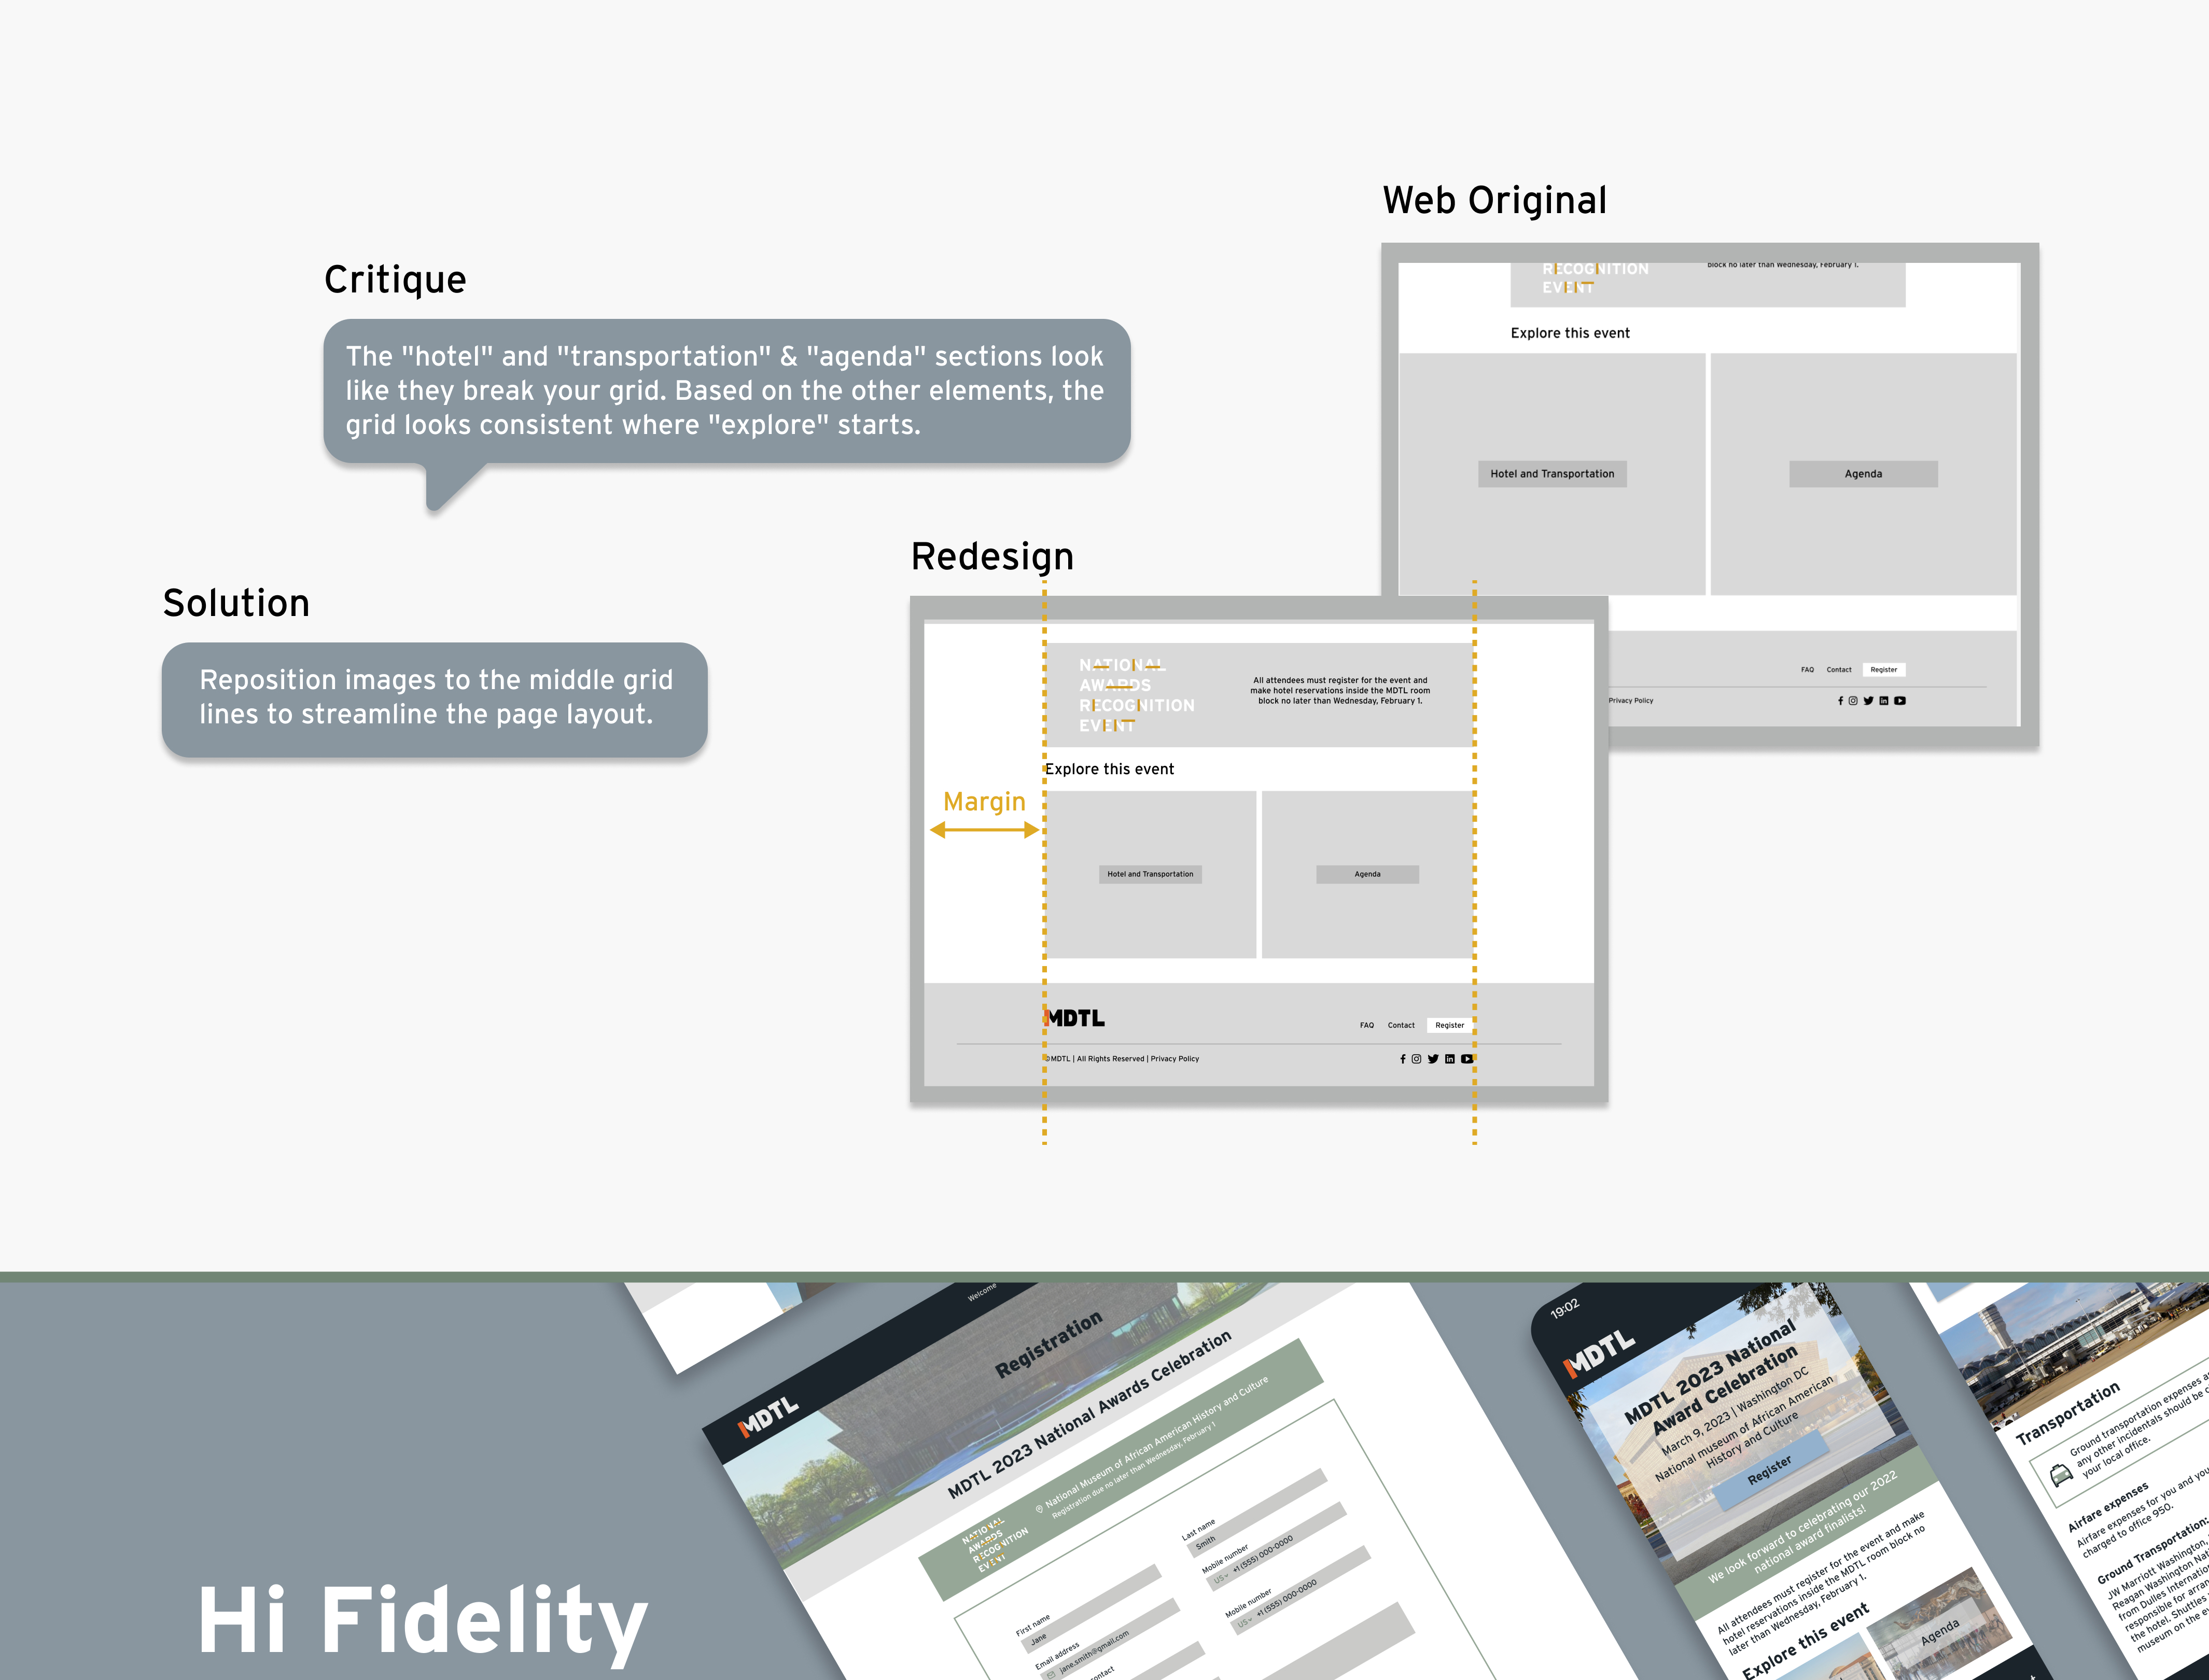 Web Original
RECOGNITION
EVENT
block no later than Wednesday, February 1.
Explore this event
Hotel and Transportation
Agenda
FAQ Contact Register
Privacy Policy
Critique
The "hotel" and "transportation" & "agenda" sections look
like they break your grid. Based on the other elements, the
grid looks consistent where "explore" starts.
Solution
Reposition images to the middle grid
lines to streamline the page layout.
Redesign
NATIONAL
AWARDS
RECOGNITION
EVENT
All attendees must register for the event and
make hotel reservations inside the MDTL room
block no later than Wednesday, February 1.
Explore this event
Margin
Hotel and Transportation
Agenda
MDTL
FAQ Contact Register
©MDTL | All Rights Reserved | Privacy Policy
Hi Fidelity
Welcome
MDTL
Registration
MDTL 2023 National Awards Celebration
NATIONAL
AWARDS
RECOGNITION
EVENT
National Museum of African American History and Culture
Registration due no later than Wednesday, February 1
First name
Jane
Last name
Smith
Email address
jane.smith@gmail.com
Mobile number
US +1 (555) 000-0000
contact
Mobile number
US +1 (555) 000-0000
19:02
MDTL
MDTL 2023 National
Award Celebration
March 9, 2023 | Washington DC
National museum of African American
History and Culture
Register
We look forward to celebrating our 2022
national award finalists!
All attendees must register for the event and make
hotel reservations inside the MDTL room block no
later than Wednesday, February 1.
Explore this event
Agenda
Transportation
Ground transportation expenses
any other incidentals should be
your local office.
Airfare expenses
Airfare expenses for you and
charged to office 950.
Ground Transportation:
JW Marriott Washington,
Reagan Washington
from Dulles
responsible for
the hotel. Shuttles
museum on the